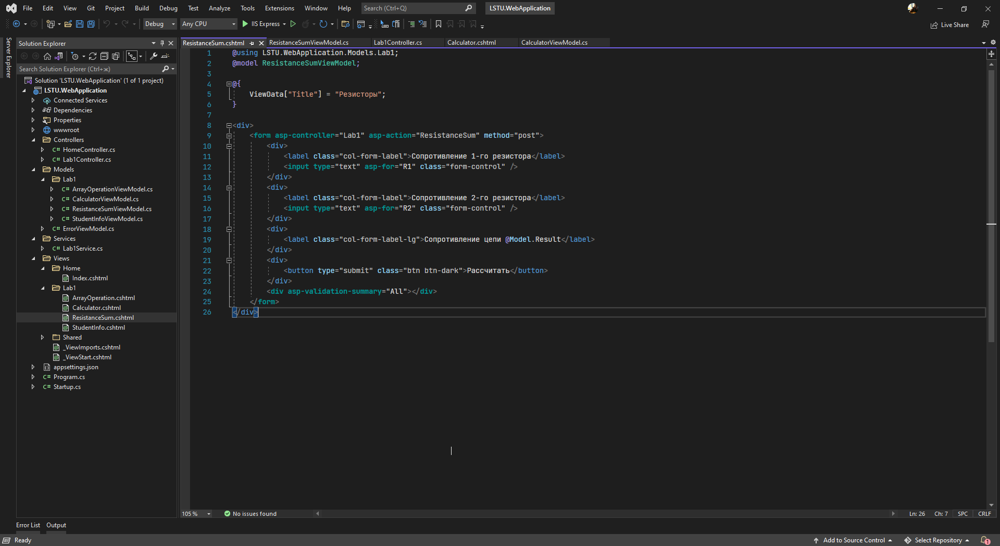 File Edit View Git Project Build Debug Test Analyze Tools Extensions Window Help Search (Ctrl+Q) LSTU.WebApplication
Debug Any CPU IIS Express Live Share
Server Explorer
Solution Explorer
Search Solution Explorer (Ctrl+ж)
Solution 'LSTU.WebApplication' (1 of 1 project)
LSTU.WebApplication
Connected Services
Dependencies
Properties
wwwroot
Controllers
C# HomeController.cs
C# Lab1Controller.cs
Models
Lab1
C# ArrayOperationViewModel.cs
C# CalculatorViewModel.cs
C# ResistanceSumViewModel.cs
C# StudentInfoViewModel.cs
C# ErrorViewModel.cs
Services
C# Lab1Service.cs
Views
Home
Index.cshtml
Lab1
ArrayOperation.cshtml
Calculator.cshtml
ResistanceSum.cshtml
StudentInfo.cshtml
Shared
_ViewImports.cshtml
_ViewStart.cshtml
appsettings.json
C# Program.cs
C# Startup.cs
ResistanceSum.cshtml ResistanceSumViewModel.cs Lab1Controller.cs Calculator.cshtml CalculatorViewModel.cs
1 @using LSTU.WebApplication.Models.Lab1;
2 @model ResistanceSumViewModel;
3
4 @{
5 ViewData["Title"] = "Резисторы";
6 }
7
8 <div>
9 <form asp-controller="Lab1" asp-action="ResistanceSum" method="post">
10 <div>
11 <label class="col-form-label">Сопротивление 1-го резистора</label>
12 <input type="text" asp-for="R1" class="form-control" />
13 </div>
14 <div>
15 <label class="col-form-label">Сопротивление 2-го резистора</label>
16 <input type="text" asp-for="R2" class="form-control" />
17 </div>
18 <div>
19 <label class="col-form-label-lg">Сопротивление цепи @Model.Result</label>
20 </div>
21 <div>
22 <button type="submit" class="btn btn-dark">Рассчитать</button>
23 </div>
24 <div asp-validation-summary="All"></div>
25 </form>
26 </div>
105 % No issues found Ln: 26 Ch: 7 SPC CRLF
Error List Output
Ready Add to Source Control Select Repository 1